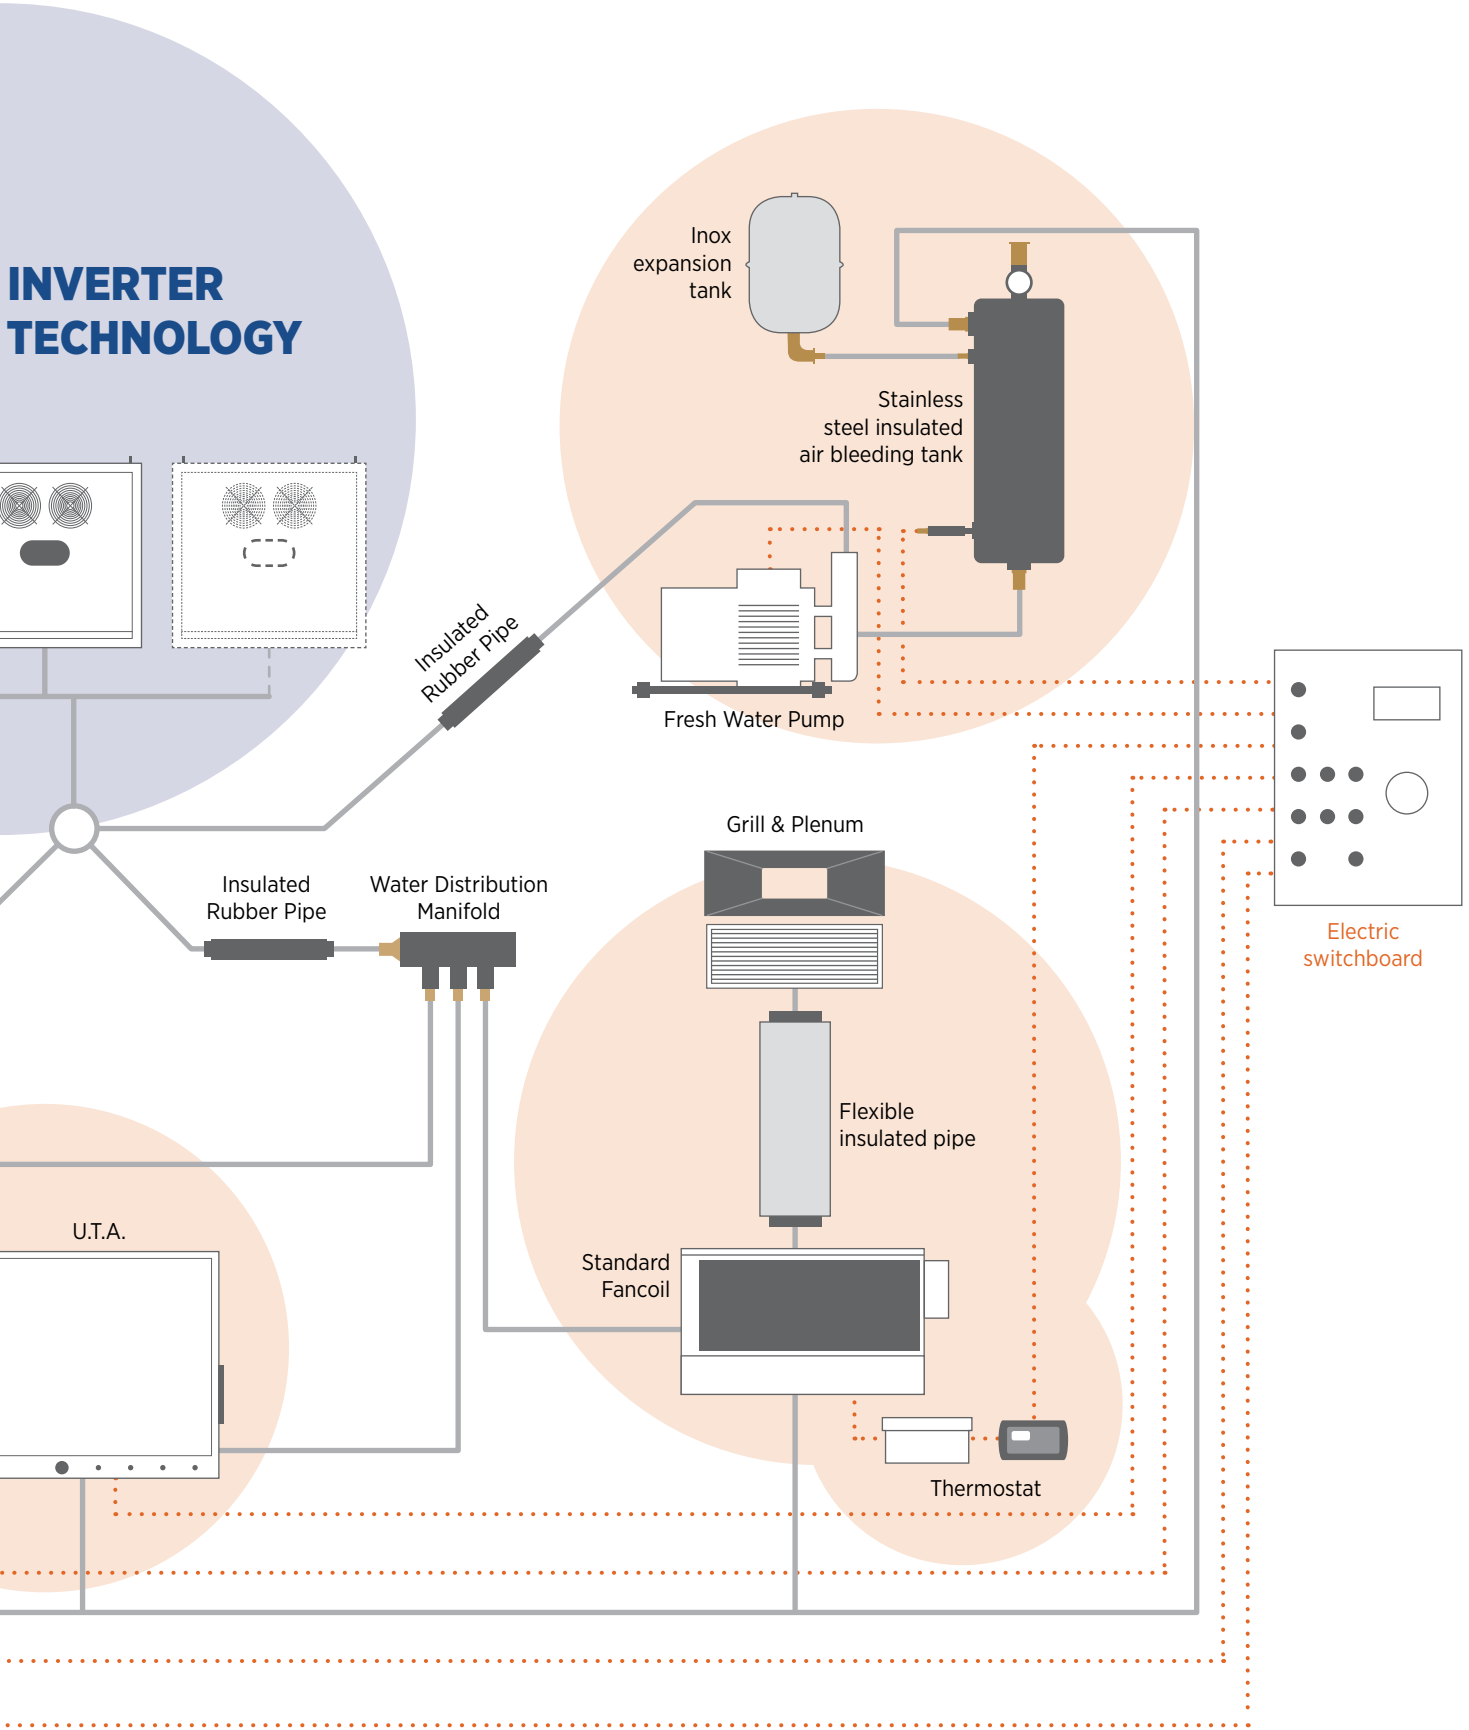 INVERTER
TECHNOLOGY
Inox
expansion
tank
Stainless
steel insulated
air bleeding tank
Insulated
Rubber Pipe
Fresh Water Pump
Grill & Plenum
Insulated
Rubber Pipe
Water Distribution
Manifold
Electric
switchboard
Flexible
insulated pipe
U.T.A.
Standard
Fancoil
Thermostat